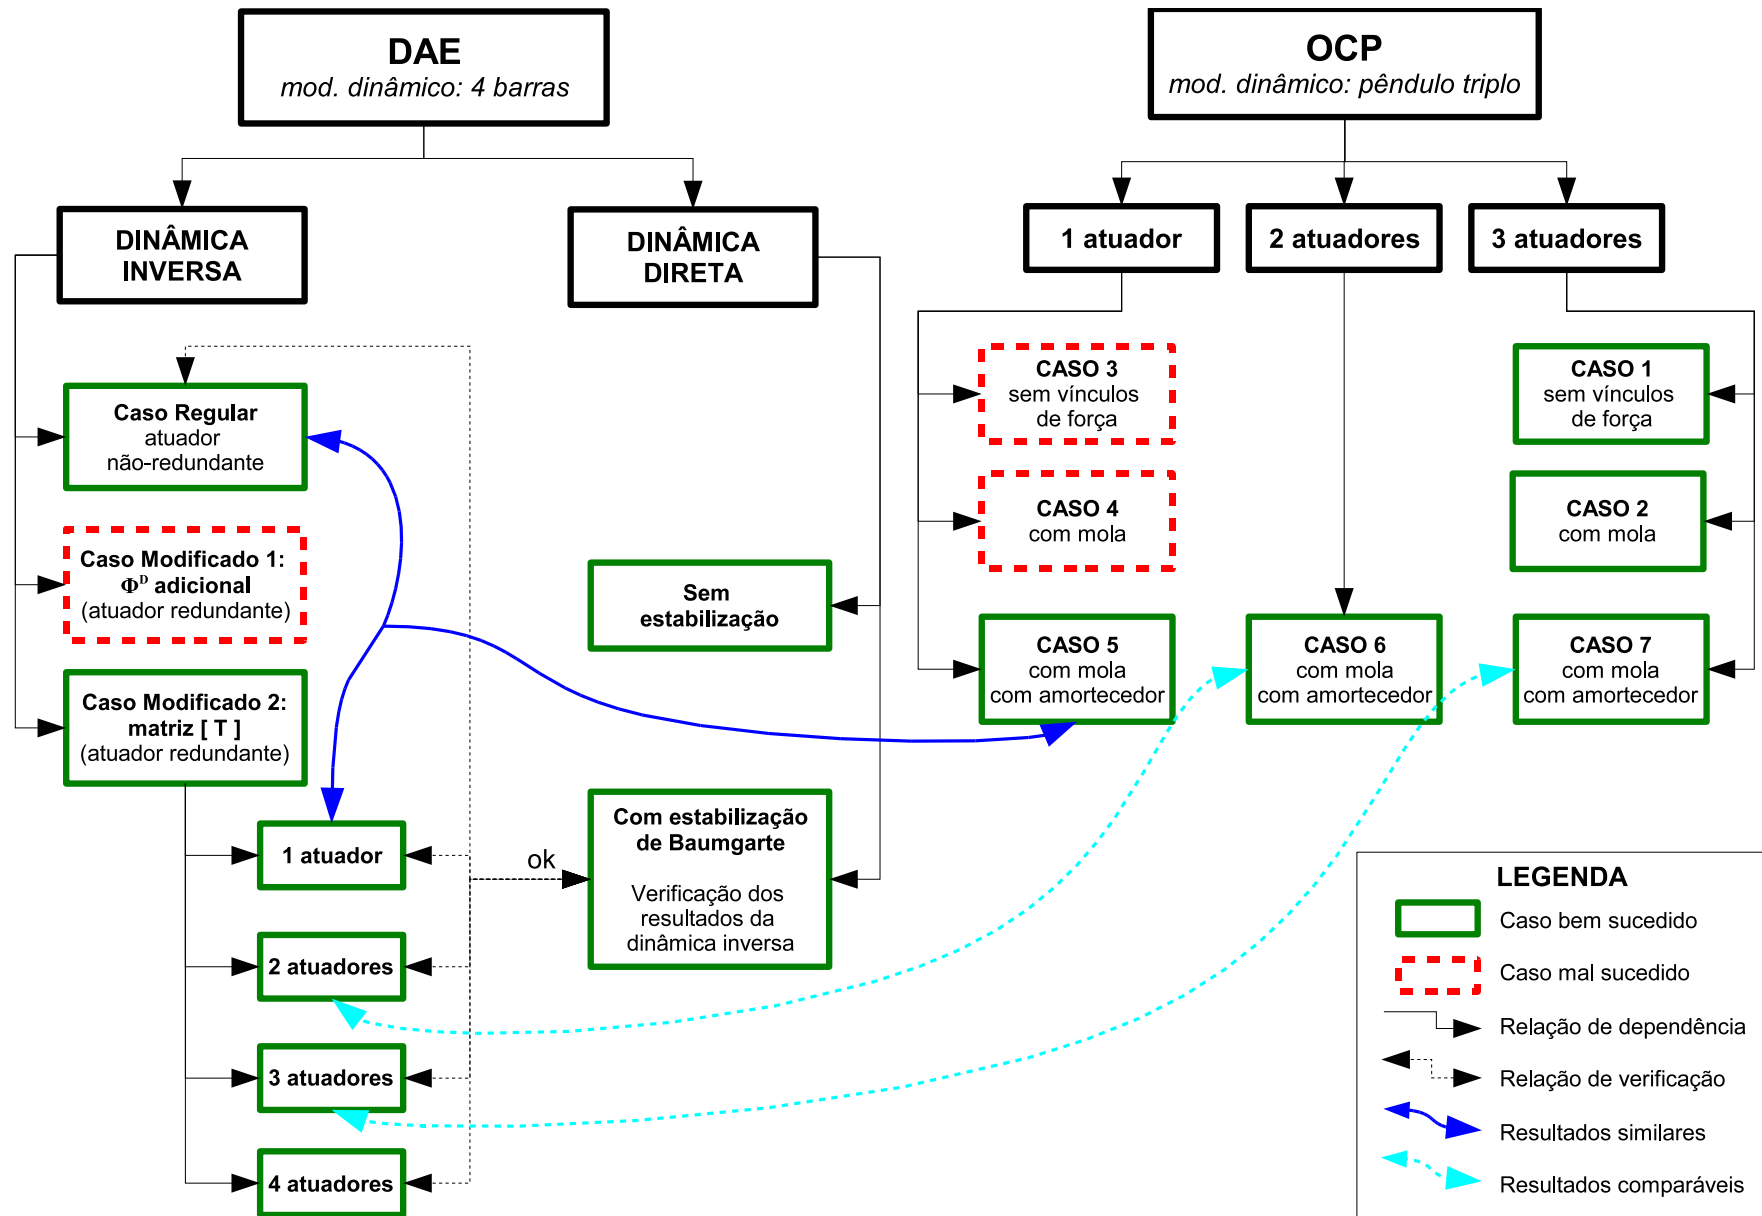 DAE
mod. dinâmico: 4 barras
OCP
mod. dinâmico: pêndulo triplo
DINÂMICA
INVERSA
DINÂMICA
DIRETA
1 atuador
2 atuadores
3 atuadores
Caso Regular
atuador
não-redundante
Caso Modificado 1:
Φᴰ adicional
(atuador redundante)
Caso Modificado 2:
matriz [ T ]
(atuador redundante)
1 atuador
2 atuadores
3 atuadores
4 atuadores
Sem
estabilização
ok
Com estabilização
de Baumgarte
Verificação dos
resultados da
dinâmica inversa
CASO 3
sem vínculos
de força
CASO 4
com mola
CASO 5
com mola
com amortecedor
CASO 6
com mola
com amortecedor
CASO 1
sem vínculos
de força
CASO 2
com mola
CASO 7
com mola
com amortecedor
LEGENDA
Caso bem sucedido
Caso mal sucedido
Relação de dependência
Relação de verificação
Resultados similares
Resultados comparáveis